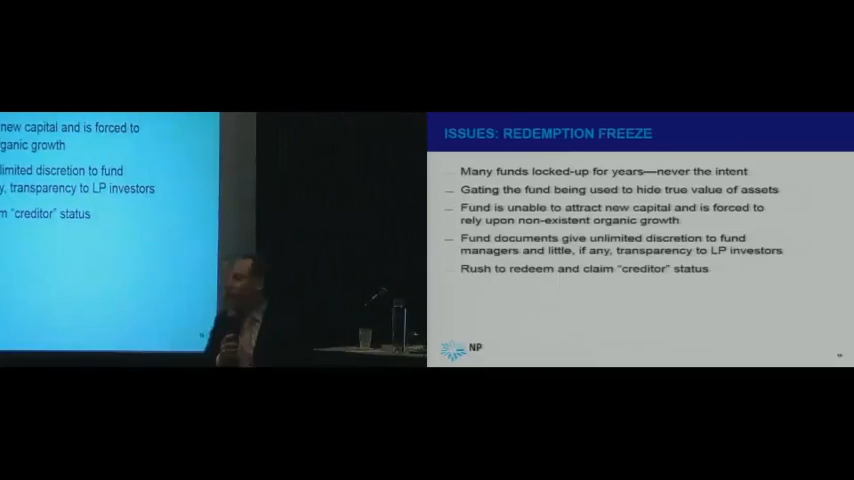 new capital and is forced to
ganic growth
limited discretion to fund
y, transparency to LP investors
m "creditor" status
ISSUES: REDEMPTION FREEZE
Many funds locked-up for years—never the intent
— Gating the fund being used to hide true value of assets
Fund is unable to attract new capital and is forced to
rely upon non-existent organic growth
— Fund documents give unlimited discretion to fund
managers and little, if any, transparency to LP investors
Rush to redeem and claim "creditor" status
NP